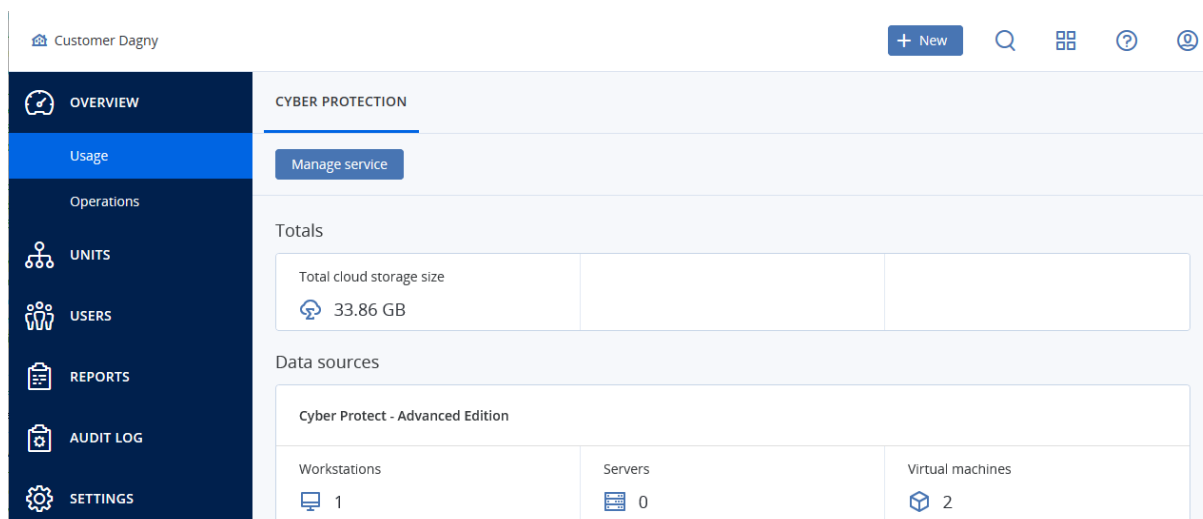 Customer Dagny
+ New
OVERVIEW
Usage
Operations
UNITS
USERS
REPORTS
AUDIT LOG
SETTINGS
CYBER PROTECTION
Manage service
Totals
Total cloud storage size
33.86 GB
Data sources
Cyber Protect - Advanced Edition
Workstations
1
Servers
0
Virtual machines
2